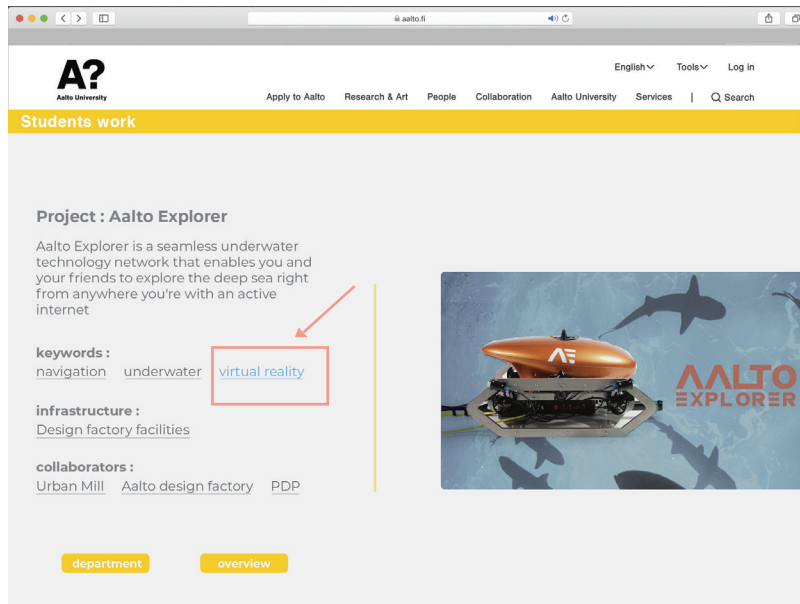 aalto.fi
A?
Aalto University
English Tools Log in
Apply to Aalto Research & Art People Collaboration Aalto University Services | Search
Students work
Project : Aalto Explorer
Aalto Explorer is a seamless underwater
technology network that enables you and
your friends to explore the deep sea right
from anywhere you're with an active
internet
keywords :
navigation underwater virtual reality
infrastructure :
Design factory facilities
collaborators :
Urban Mill Aalto design factory PDP
department overview
AE
AALTO
EXPLORER